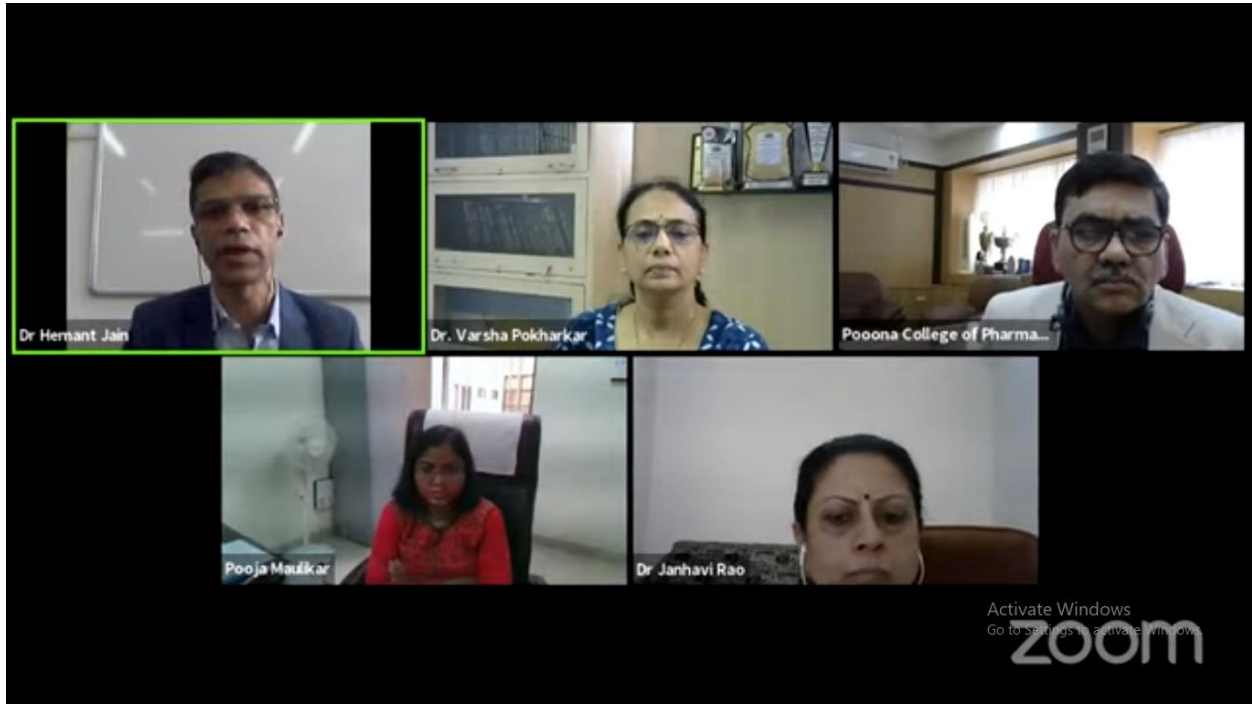 Dr Hemant Jain
Dr. Varsha Pokharkar
Pooona College of Pharma...
Pooja Maulikar
Dr Janhavi Rao
Activate Windows
Go to Settings to activate Windows.
zoom